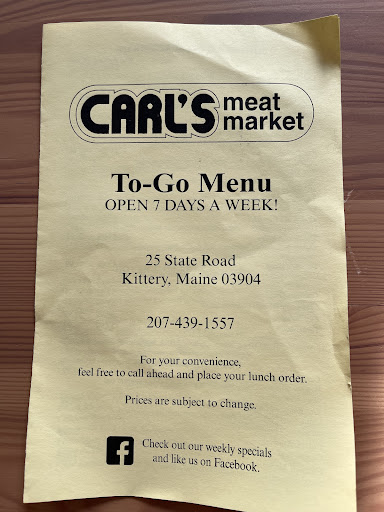 CARL'S meat
market
To-Go Menu
OPEN 7 DAYS A WEEK!
25 State Road
Kittery, Maine 03904
207-439-1557
For your convenience,
feel free to call ahead and place your lunch order.
Prices are subject to change.
Check out our weekly specials
and like us on Facebook.